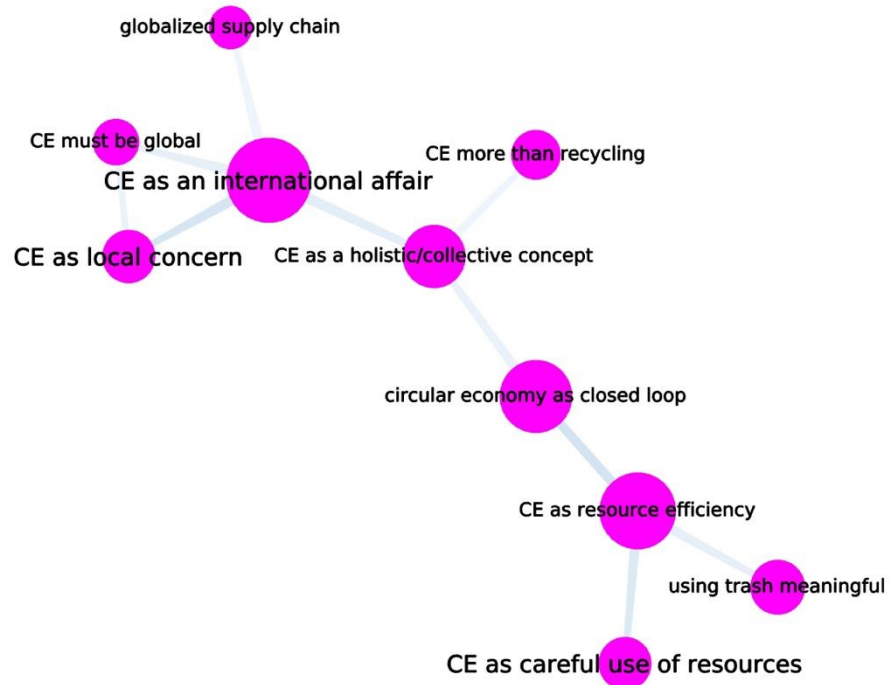 globalized supply chain
CE must be global
CE more than recycling
CE as an international affair
CE as local concern
CE as a holistic/collective concept
circular economy as closed loop
CE as resource efficiency
using trash meaningful
CE as careful use of resources